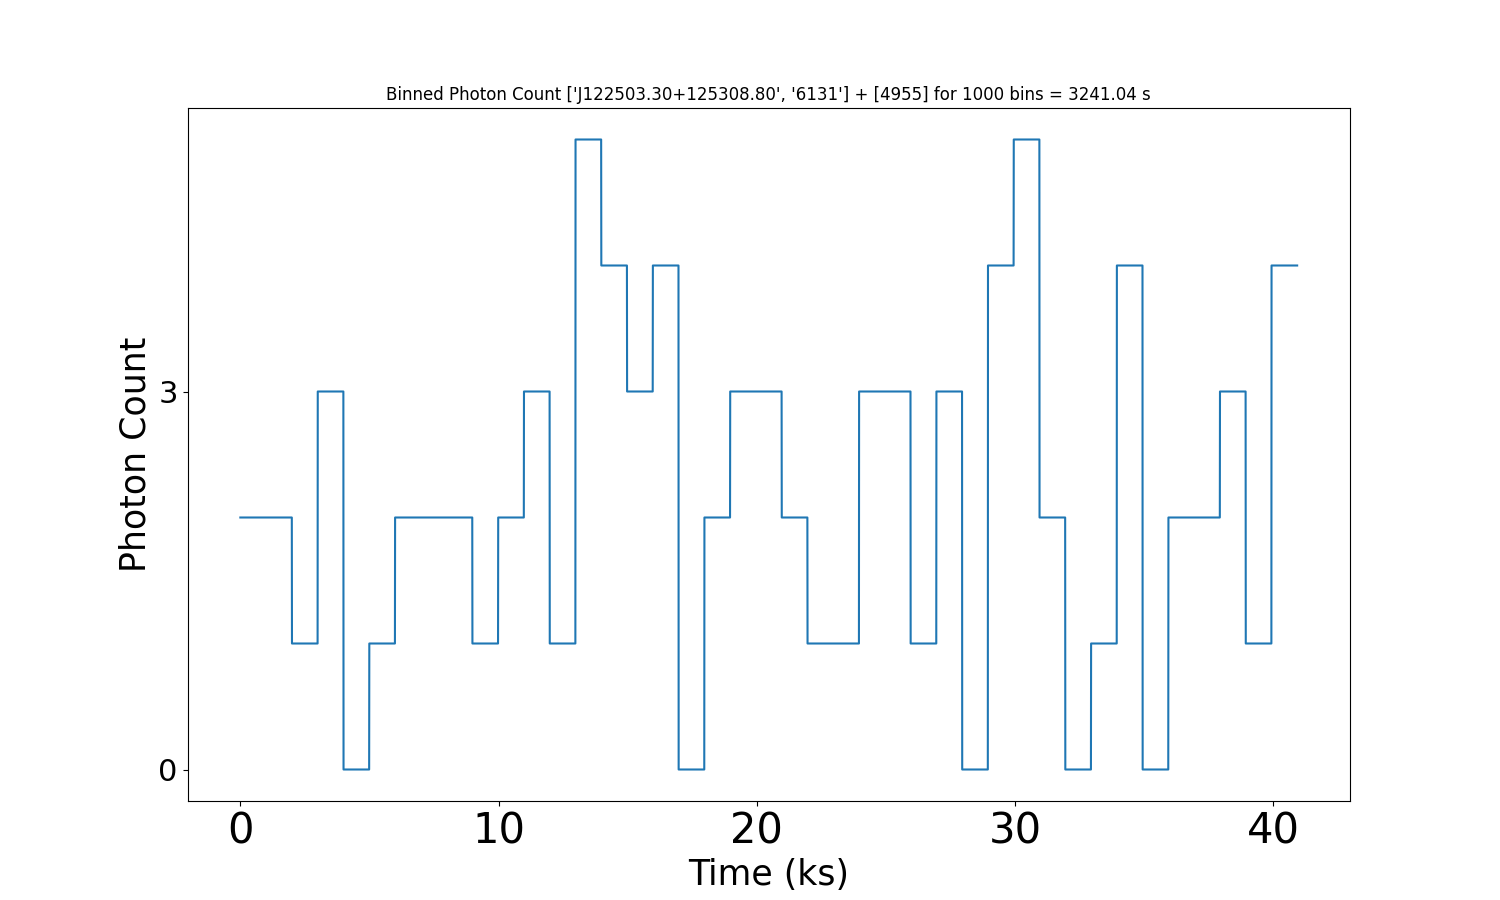 Binned Photon Count ['J122503.30+125308.80', '6131'] + [4955] for 1000 bins = 3241.04 s
Photon Count
3
0
0 10 20 30 40
Time (ks)